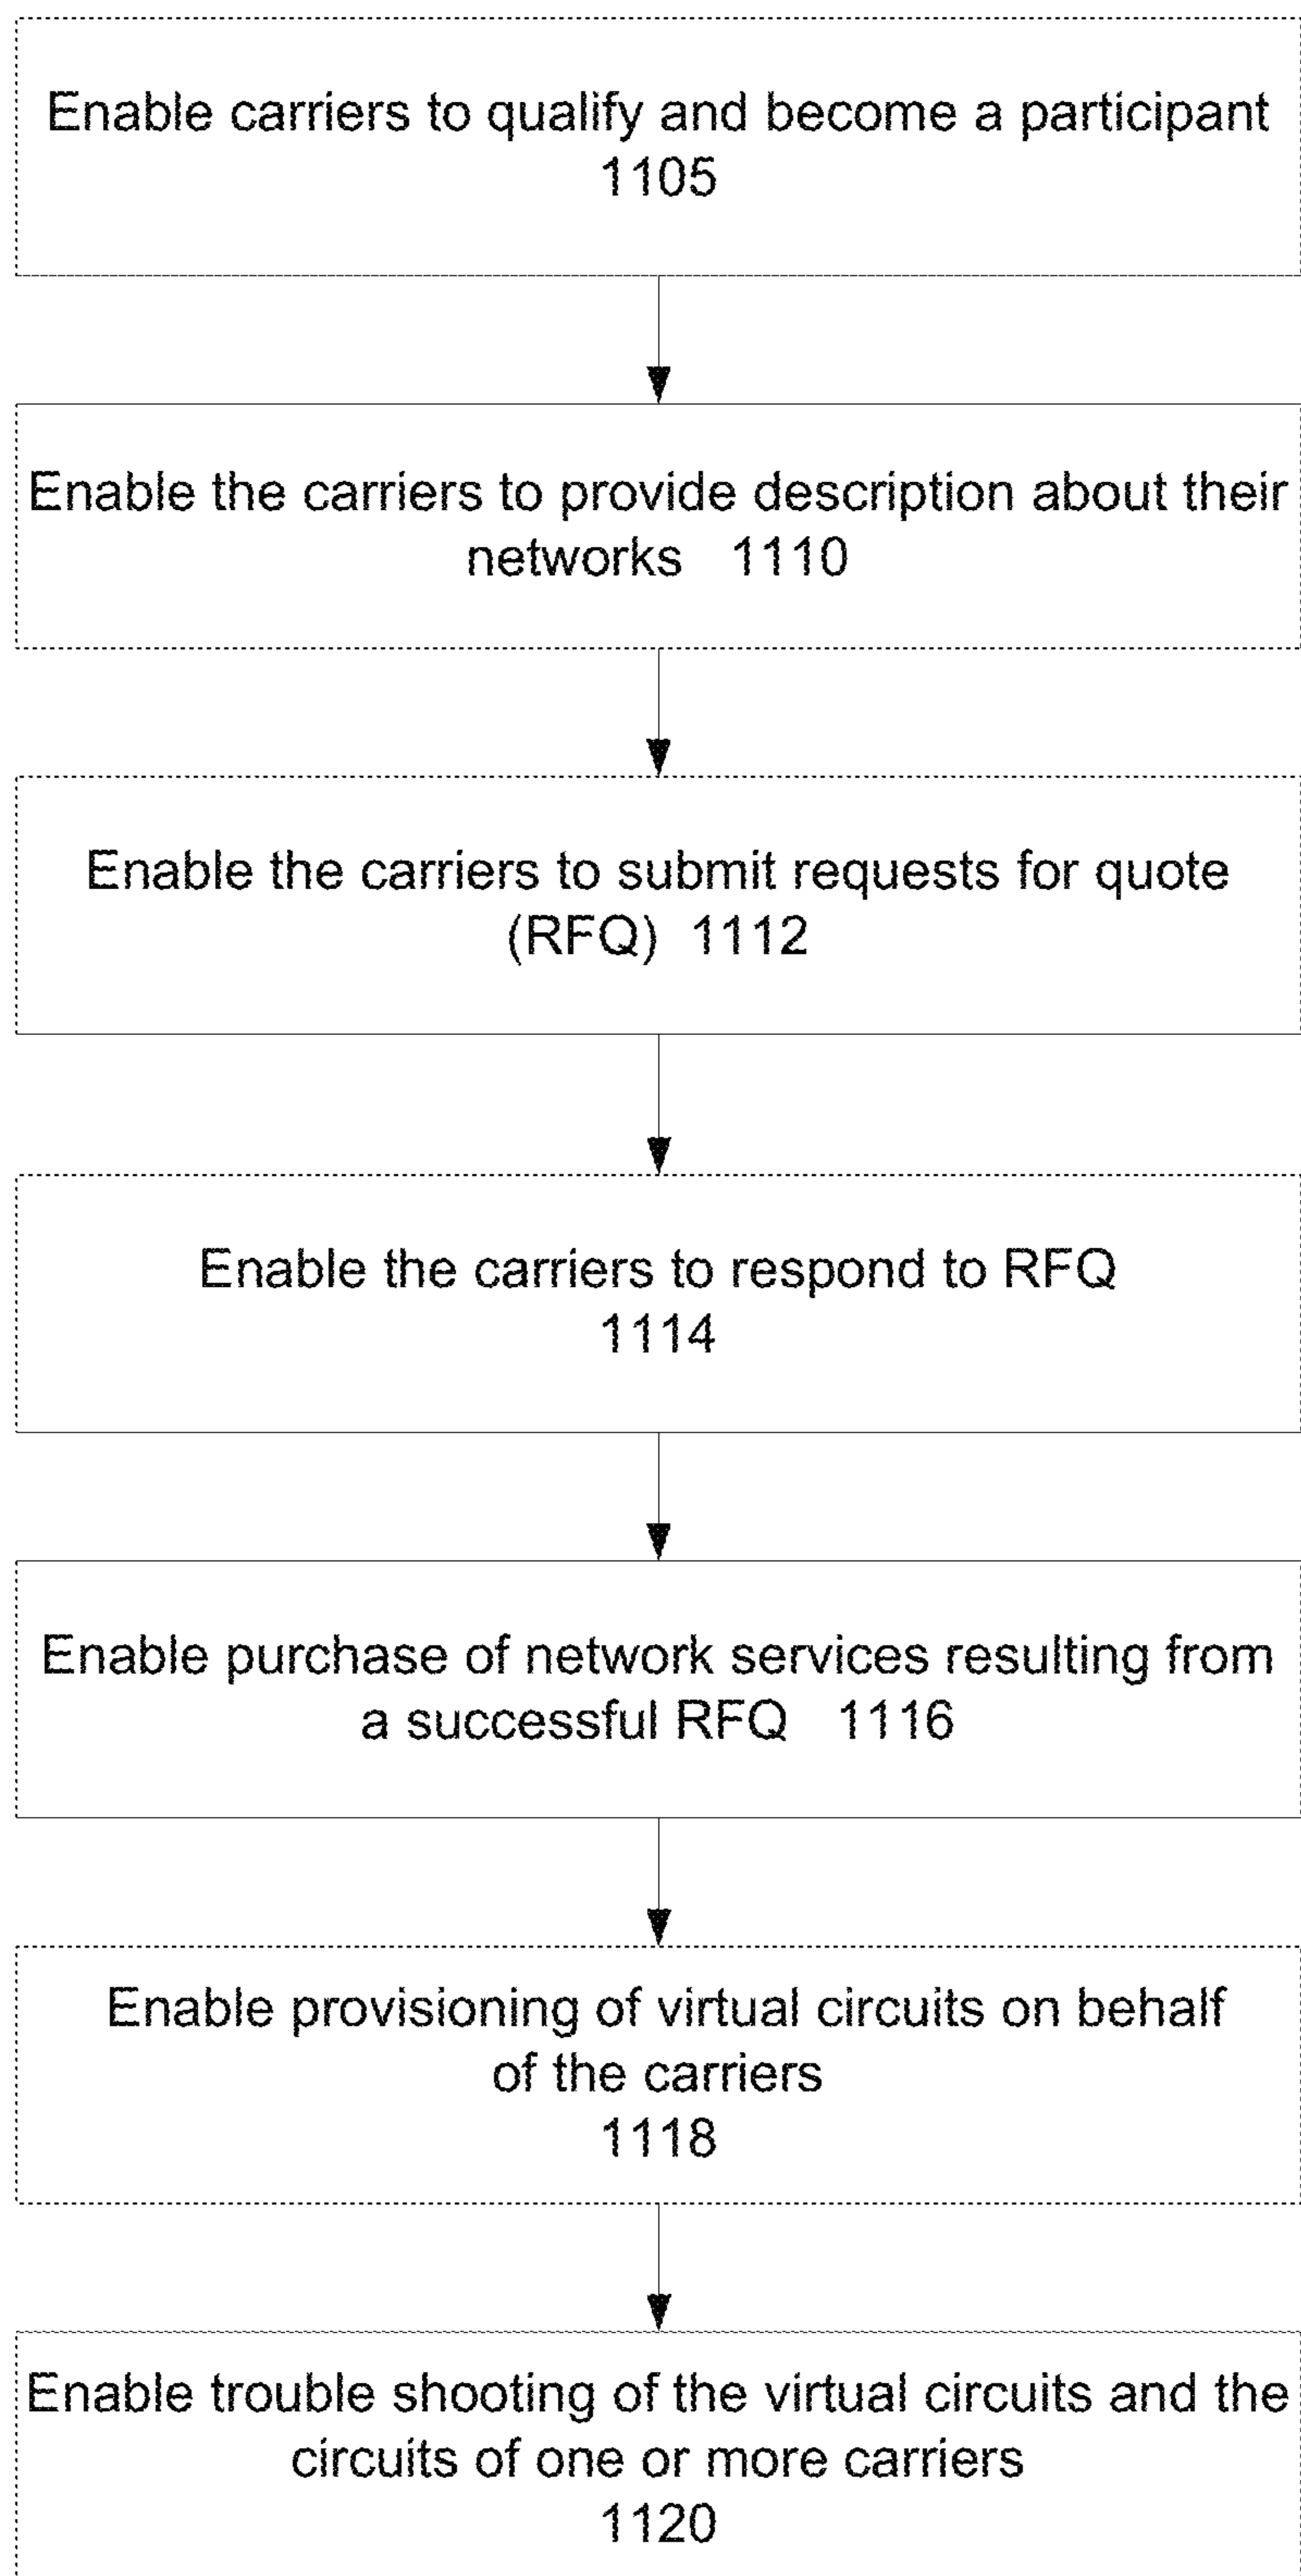 Enable carriers to qualify and become a participant
1105
Enable the carriers to provide description about their
networks 1110
Enable the carriers to submit requests for quote
(RFQ) 1112
Enable the carriers to respond to RFQ
1114
Enable purchase of network services resulting from
a successful RFQ 1116
Enable provisioning of virtual circuits on behalf
of the carriers
1118
Enable trouble shooting of the virtual circuits and the
circuits of one or more carriers
1120